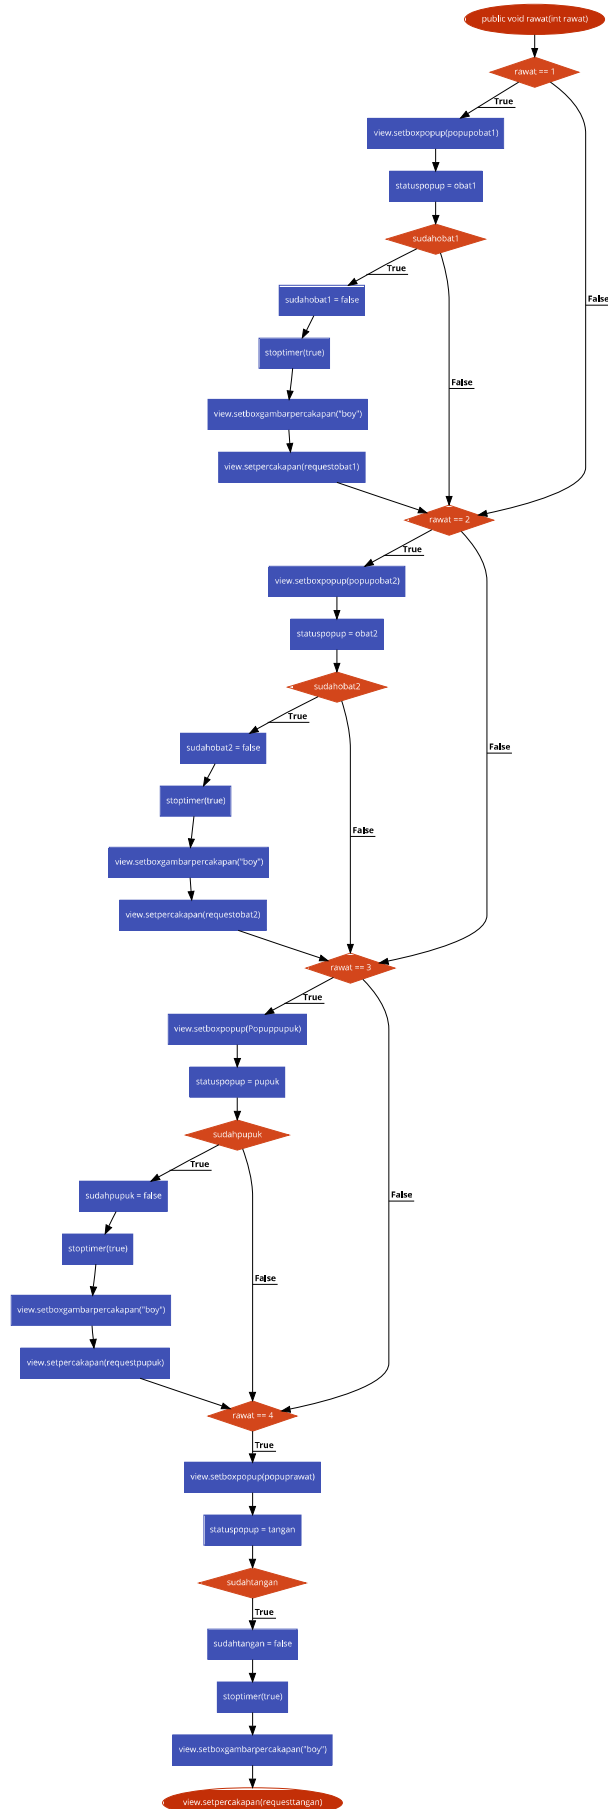 public void rawat(int rawat)
rawat == 1
True
view.setboxpopup(popupobat1)
statuspopup = obat1
sudahobat1
True
sudahobat1 = false
False
stoptimer(true)
False
view.setboxgambarpercakapan("boy")
view.setpercakapan(requestobat1)
rawat == 2
True
view.setboxpopup(popupobat2)
statuspopup = obat2
sudahobat2
True
sudahobat2 = false
False
stoptimer(true)
False
view.setboxgambarpercakapan("boy")
view.setpercakapan(requestobat2)
rawat == 3
True
view.setboxpopup(Popuppupuk)
statuspopup = pupuk
sudahpupuk
True
sudahpupuk = false
False
stoptimer(true)
False
view.setboxgambarpercakapan("boy")
view.setpercakapan(requestpupuk)
rawat == 4
True
view.setboxpopup(popuprawat)
statuspopup = tangan
sudahtangan
True
sudahtangan = false
stoptimer(true)
view.setboxgambarpercakapan("boy")
view.setpercakapan(requesttangan)